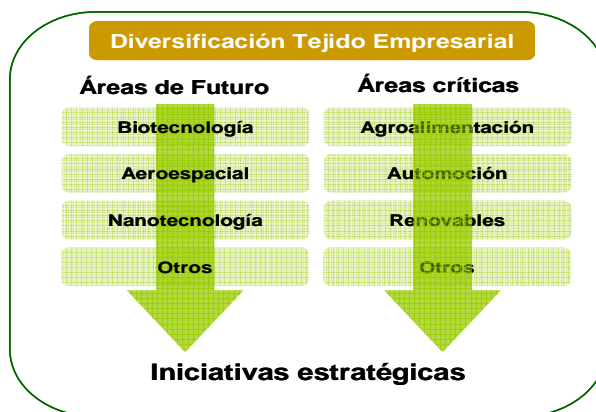 Diversificación Tejido Empresarial
Áreas de Futuro
Biotecnología
Aeroespacial
Nanotecnología
Otros
Áreas críticas
Agroalimentación
Automoción
Renovables
Otros
Iniciativas estratégicas